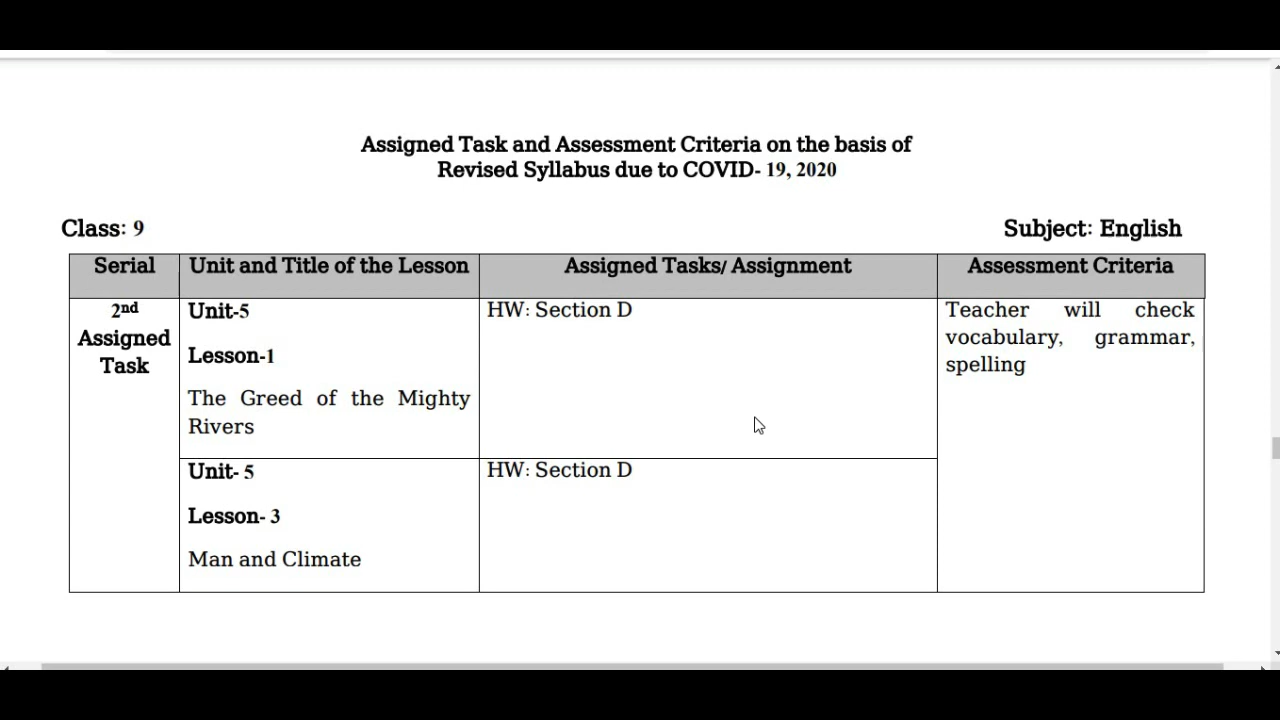 Assigned Task and Assessment Criteria on the basis of
Revised Syllabus due to COVID- 19, 2020
Class: 9
Subject: English
Serial
Unit and Title of the Lesson
Assigned Tasks/ Assignment
Assessment Criteria
2nd
Assigned
Task
Unit-5
Lesson-1
The Greed of the Mighty
Rivers
HW: Section D
Teacher will check
vocabulary, grammar,
spelling
Unit- 5
Lesson- 3
Man and Climate
HW: Section D